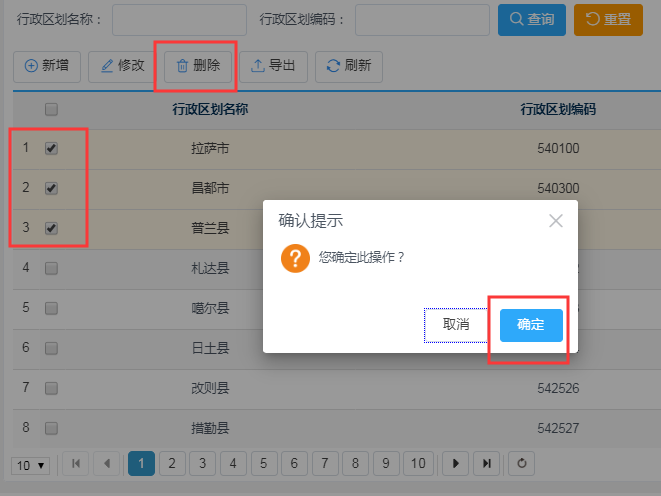 行政区划名称： 行政区划编码： 查询 重置
新增 修改 删除 导出 刷新
行政区划名称 行政区划编码
1 拉萨市 540100
2 昌都市 540300
3 普兰县
确认提示
您确定此操作？
取消 确定
4 札达县
5 噶尔县
6 日土县
7 改则县 542526
8 措勤县 542527
10 1 2 3 4 5 6 7 8 9 10